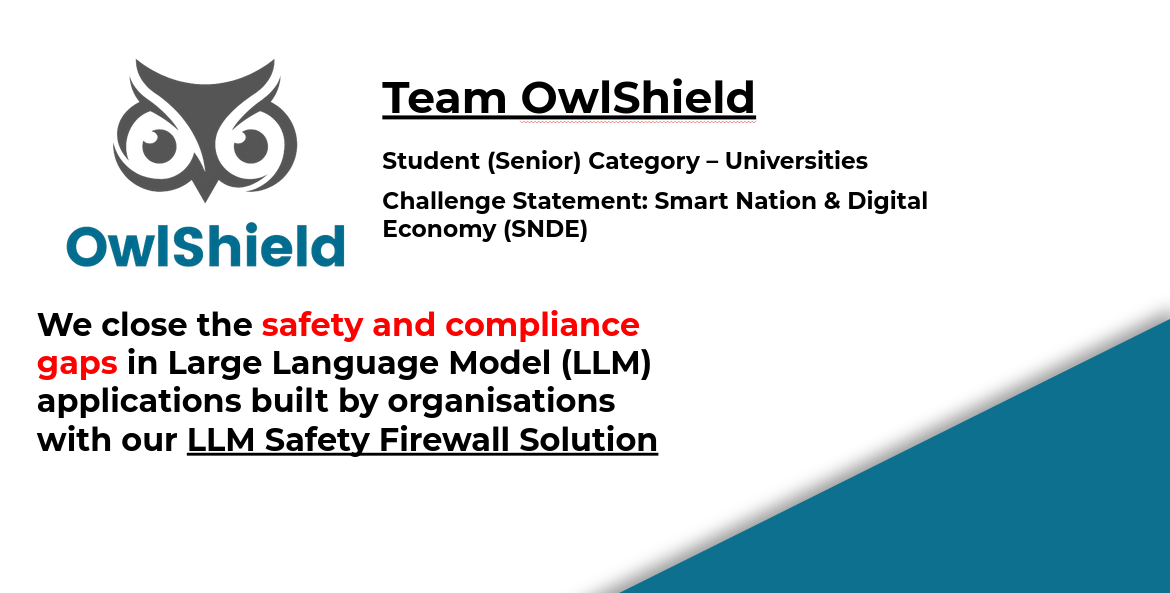 OwlShield
Team OwlShield
Student (Senior) Category – Universities
Challenge Statement: Smart Nation & Digital
Economy (SNDE)
We close the safety and compliance
gaps in Large Language Model (LLM)
applications built by organisations
with our LLM Safety Firewall Solution